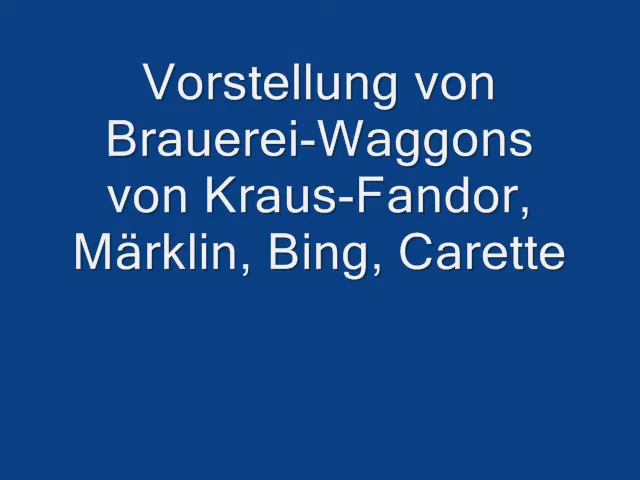 Vorstellung von
Brauerei-Waggons
von Kraus-Fandor,
Märklin, Bing, Carette